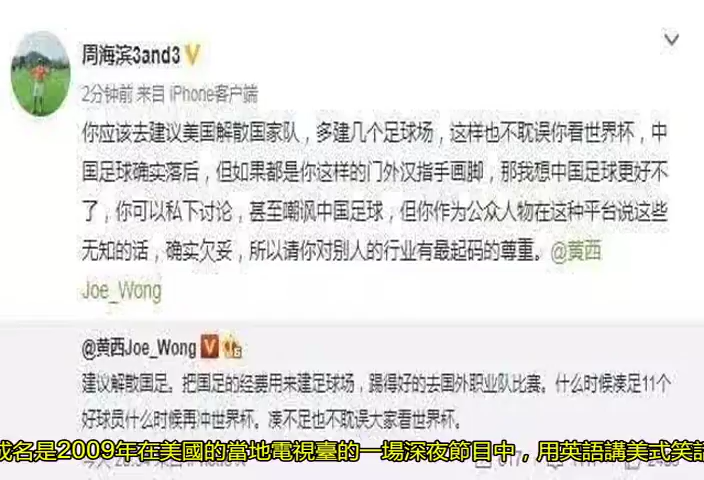 周海滨3and3
2分钟前 来自 iPhone客户端
你应该去建议美国解散国家队，多建几个足球场，这样也不耽误你看世界杯，中
国足球确实落后，但如果都是你这样的门外汉指手画脚，那我想中国足球更好不
了，你可以私下讨论，甚至嘲讽中国足球，但你作为公众人物在这种平台说这些
无知的话，确实欠妥，所以请你对别人的行业有最起码的尊重。@黄西
Joe_Wong
@黄西Joe_Wong
建议解散国足。把国足的经费用来建足球场，踢得好的去国外职业队比赛。什么时候凑足11个
好球员什么时候再冲世界杯。凑不足也不耽误大家看世界杯。
成名是2009年在美國的當地電視臺的一場深夜節目中，用英語講美式笑話